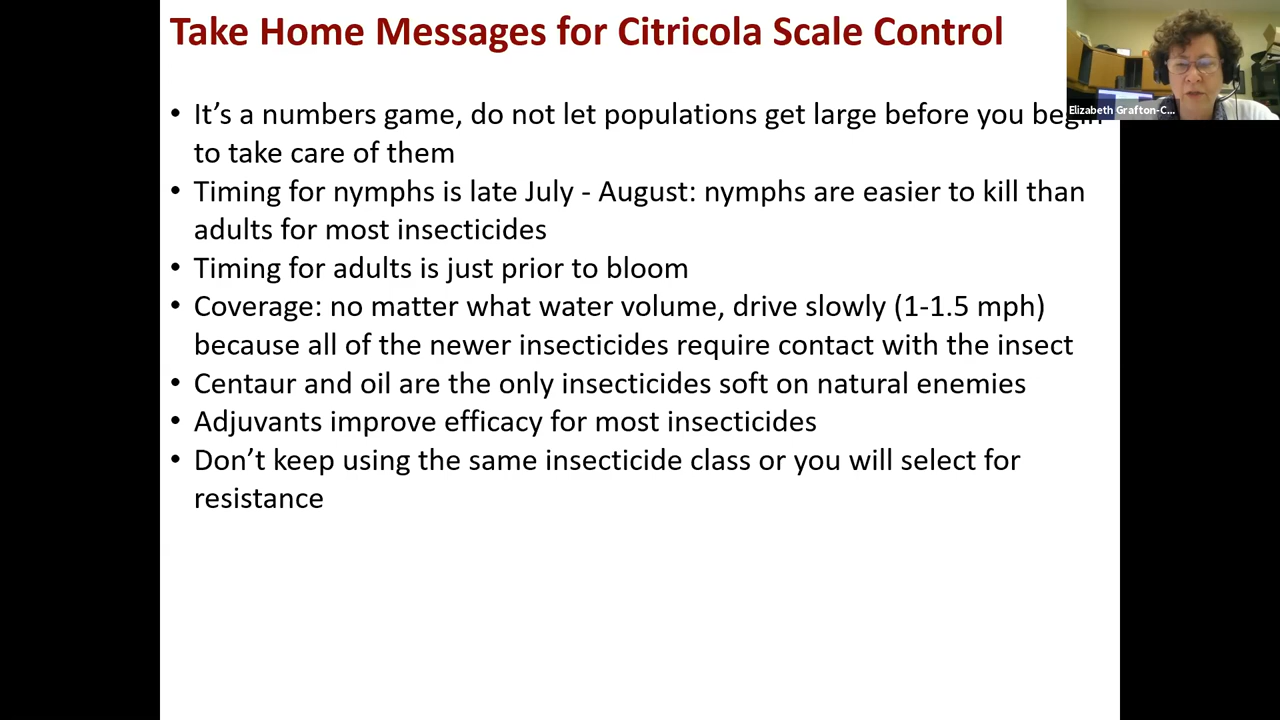 Take Home Messages for Citricola Scale Control
• It's a numbers game, do not let populations get large before you begin
to take care of them
• Timing for nymphs is late July - August: nymphs are easier to kill than
adults for most insecticides
• Timing for adults is just prior to bloom
• Coverage: no matter what water volume, drive slowly (1-1.5 mph)
because all of the newer insecticides require contact with the insect
• Centaur and oil are the only insecticides soft on natural enemies
• Adjuvants improve efficacy for most insecticides
• Don't keep using the same insecticide class or you will select for
resistance
Elizabeth Grafton-C...